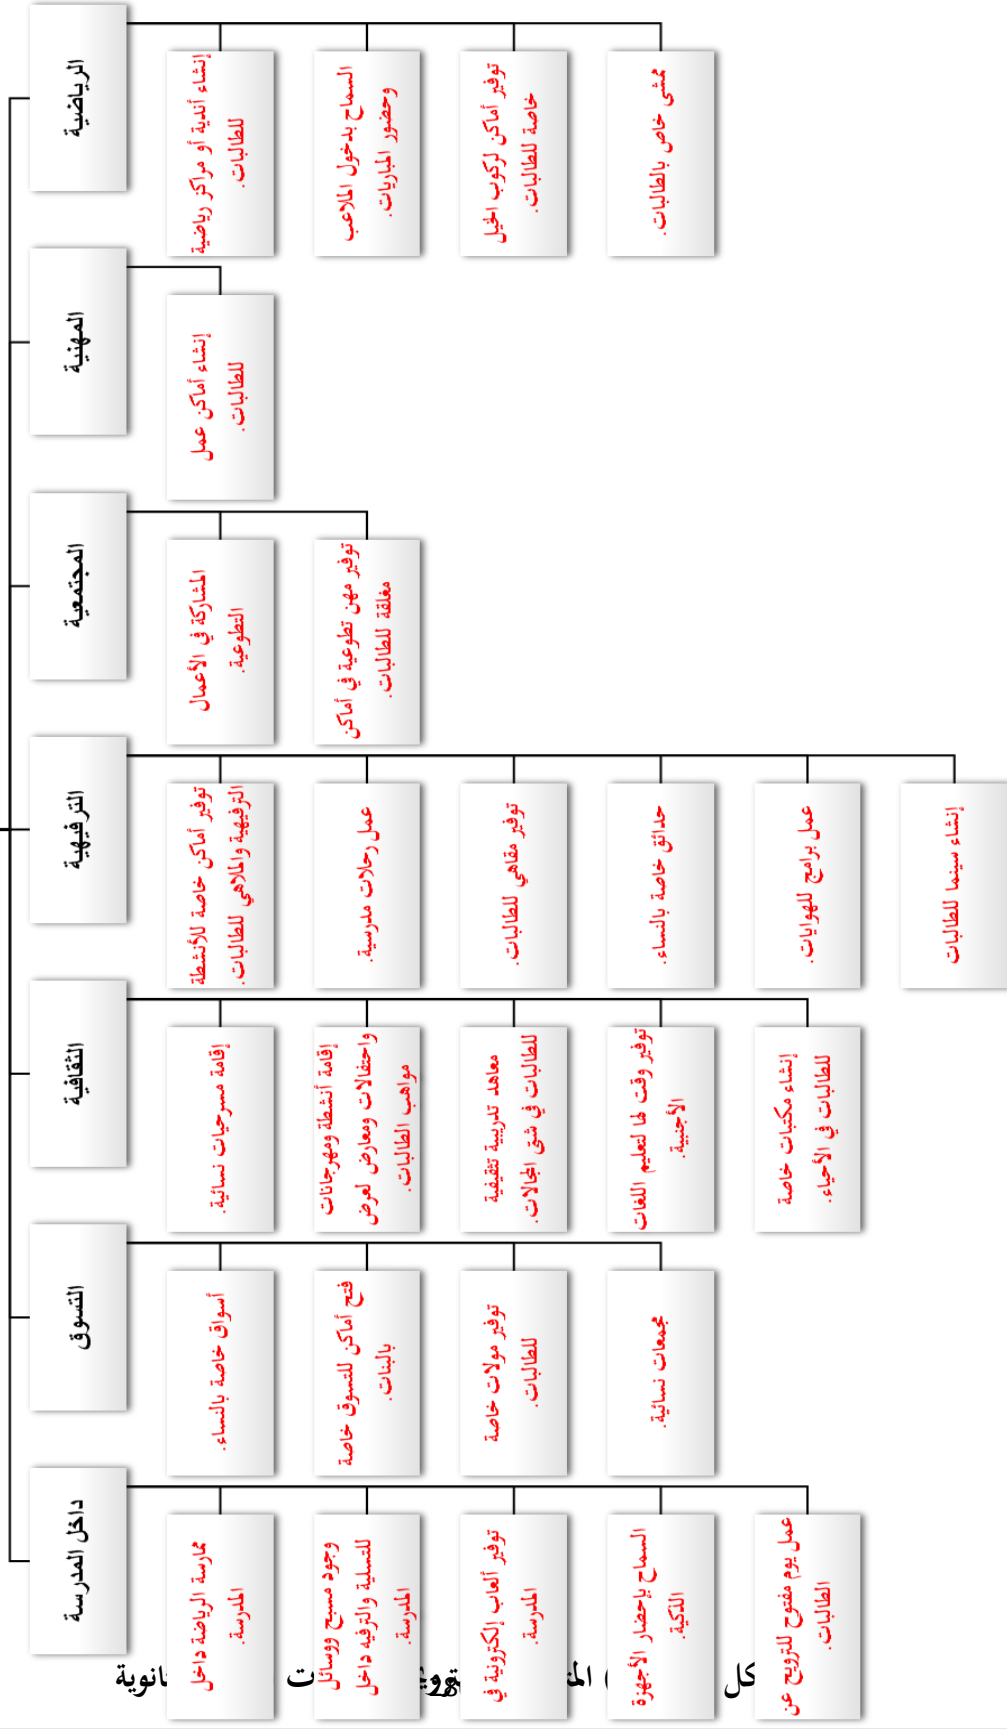 الرياضية
إنشاء أندية أو مراكز رياضية
للطالبات.
السماح بدخول الملاعب
وحضور المباريات.
توفير أماكن لركوب الخيل
خاصة للطالبات.
ممشى خاص بالطالبات.
المهنية
إنشاء أماكن عمل
للطالبات.
المجتمعية
المشاركة في الأعمال
التطوعية.
توفير مهن تطوعية في أماكن
مغلقة للطالبات.
الترفيهية
توفير أماكن خاصة للأنشطة
الترفيهية والملاهي للطالبات.
عمل رحلات مدرسية.
توفير مقاهي للطالبات.
حدائق خاصة بالنساء.
عمل برامج للهوايات.
إنشاء سينما للطالبات
الثقافية
إقامة مسرحيات نسائية.
إقامة أنشطة ومهرجانات
واحتفالات ومعارض لعرض
مواهب الطالبات.
معاهد تدريبية تثقيفية
للطالبات في شتى المجالات.
توفير وقت لها لتعليم اللغات
الأجنبية.
إنشاء مكتبات خاصة
للطالبات في الأحياء.
التسوق
أسواق خاصة بالنساء.
فتح أماكن للتسوق خاصة
بالبنات.
توفير مولات خاصة
للطالبات.
مجمعات نسائية.
داخل المدرسة
ممارسة الرياضة داخل
المدرسة.
وجود مسبح ووسائل
للتسلية والترفيه داخل
المدرسة.
توفير ألعاب إلكترونية في
المدرسة.
السماح بإحضار الأجهزة
الذكية.
عمل يوم مفتوح للترويح عن
الطالبات.